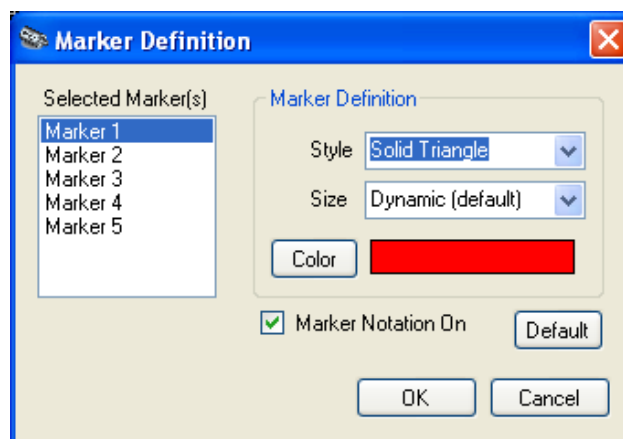 Marker Definition
Selected Marker(s)
Marker 1
Marker 2
Marker 3
Marker 4
Marker 5
Marker Definition
Style Solid Triangle
Size Dynamic (default)
Color
Marker Notation On
Default
OK
Cancel